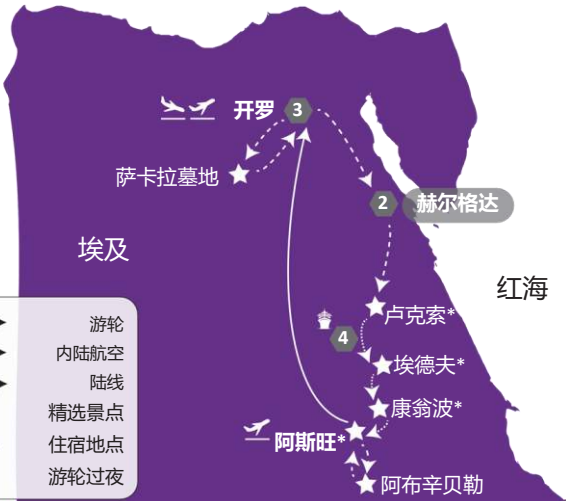 开罗 3
萨卡拉墓地
2 赫尔格达
埃及
红海
卢克索*
4
埃德夫*
康翁波*
阿斯旺*
阿布辛贝勒
游轮
内陆航空
陆线
精选景点
住宿地点
游轮过夜